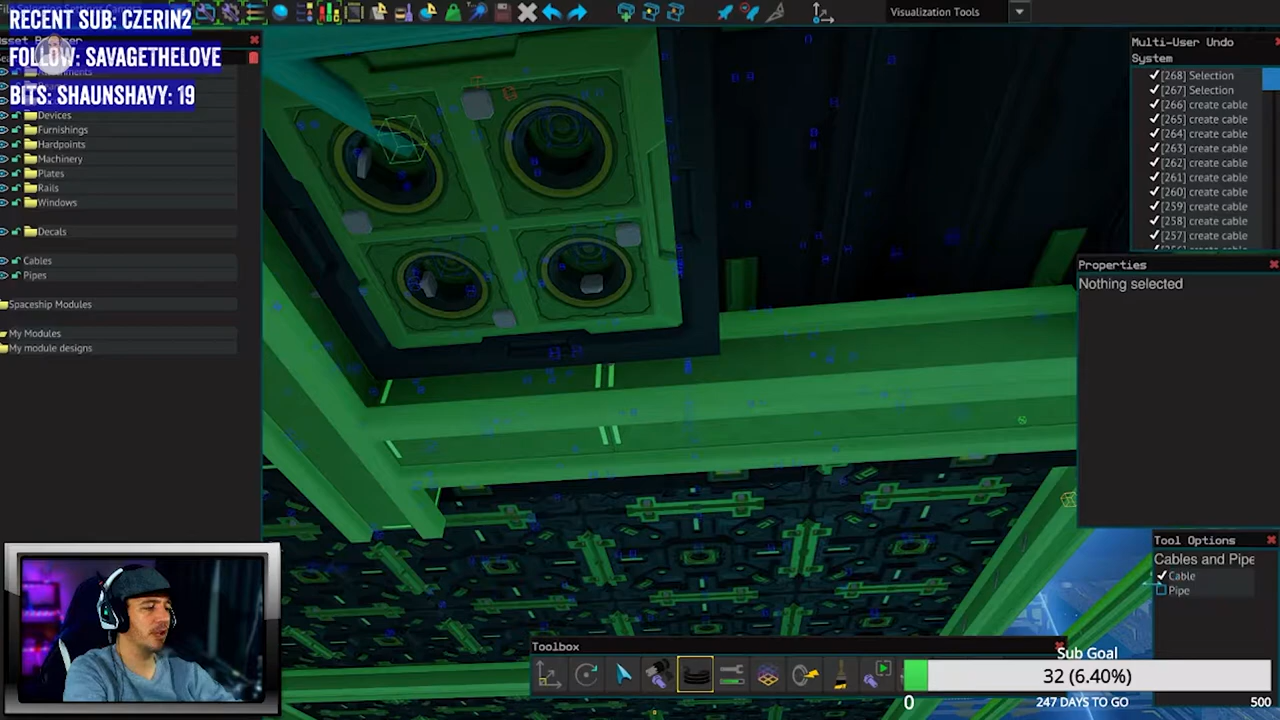 File Selection Settings Camera
RECENT SUB: CZERIN2
FOLLOW: SAVAGETHELOVE
BITS: SHAUNSHAVY: 19
Devices
Furnishings
Hardpoints
Machinery
Plates
Rails
Windows
Decals
Cables
Pipes
Spaceship Modules
My Modules
My module designs
Visualization Tools
Multi-User Undo
System
[268] Selection
[267] Selection
[266] create cable
[265] create cable
[264] create cable
[263] create cable
[262] create cable
[261] create cable
[260] create cable
[259] create cable
[258] create cable
[257] create cable
Properties
Nothing selected
Tool Options
Cables and Pipe
Cable
Pipe
Toolbox
Sub Goal
32 (6.40%)
0
247 DAYS TO GO
500